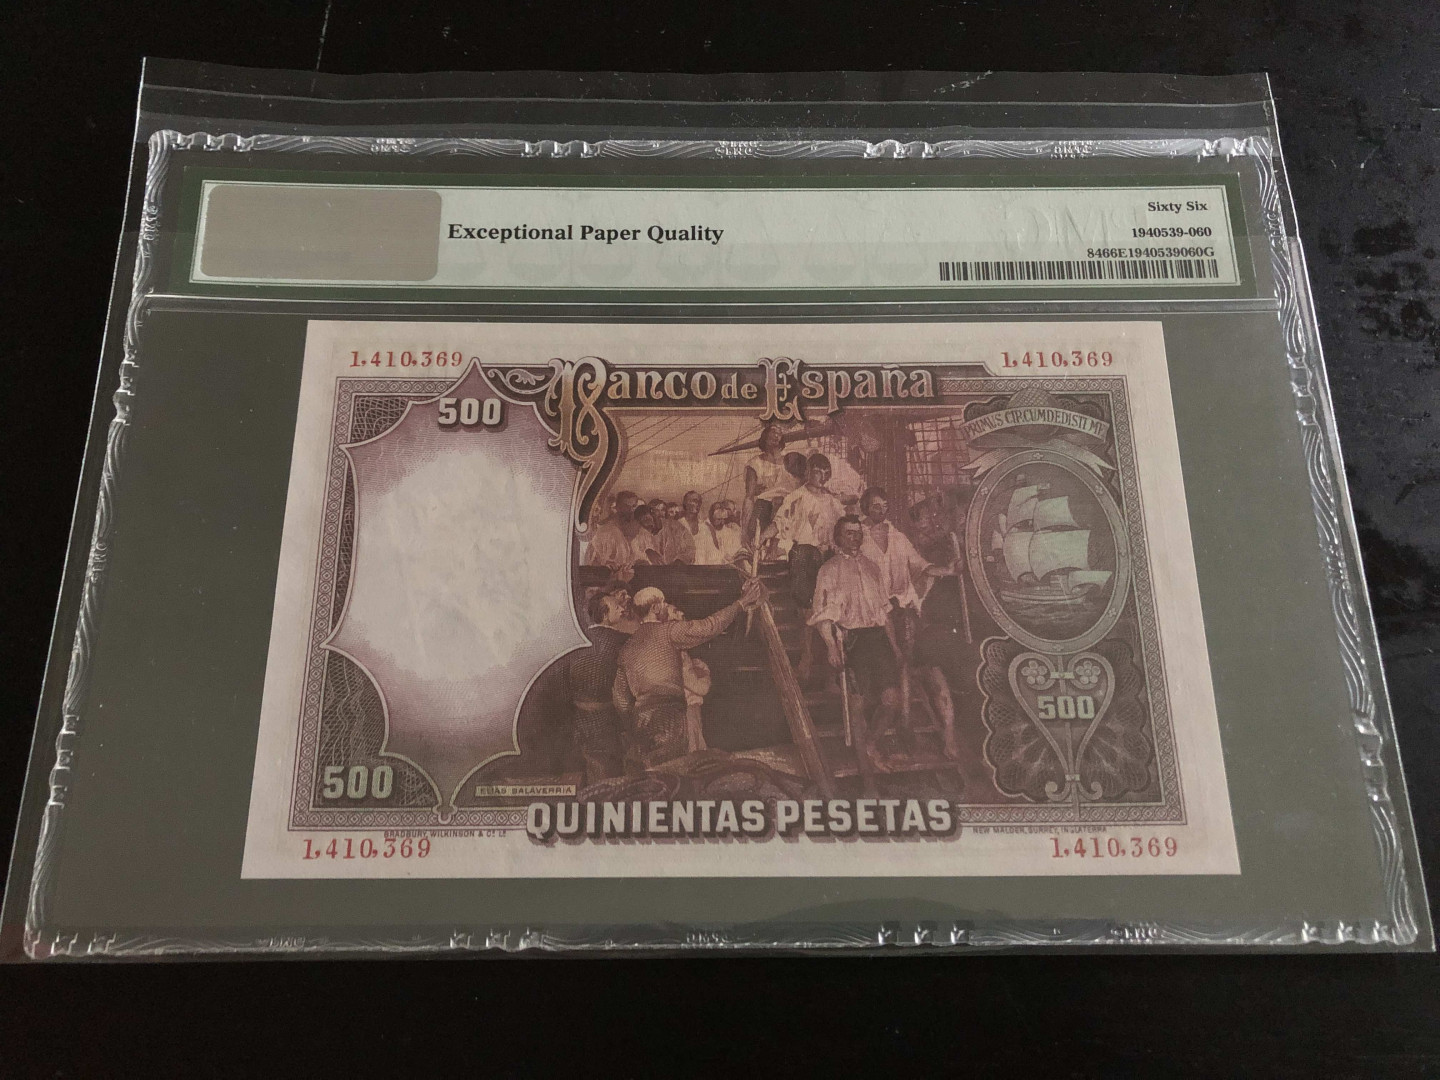 Exceptional Paper Quality
Sixty Six
1940539-060
8466E1940539060G
PMG
1,410,369
1,410,369
Banco de España
500
PRIMUS CIRCUMDEDISTI ME
500
500
ELIAS SALAVERRIA
QUINIENTAS PESETAS
BRADBURY, WILKINSON & Cº. Lº
NEW MALDEN, SURREY, INGLATERRA
1,410,369
1,410,369